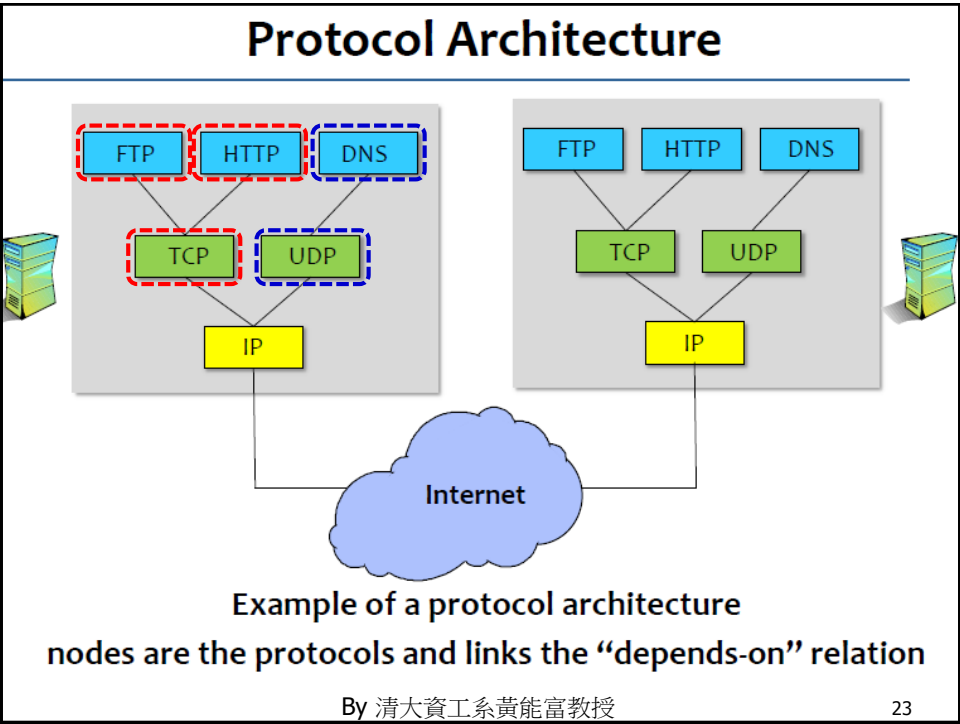 Protocol Architecture
FTP HTTP DNS
TCP UDP
IP
FTP HTTP DNS
TCP UDP
IP
Internet
Example of a protocol architecture
nodes are the protocols and links the “depends-on” relation
By 清大資工系黃能富教授
23